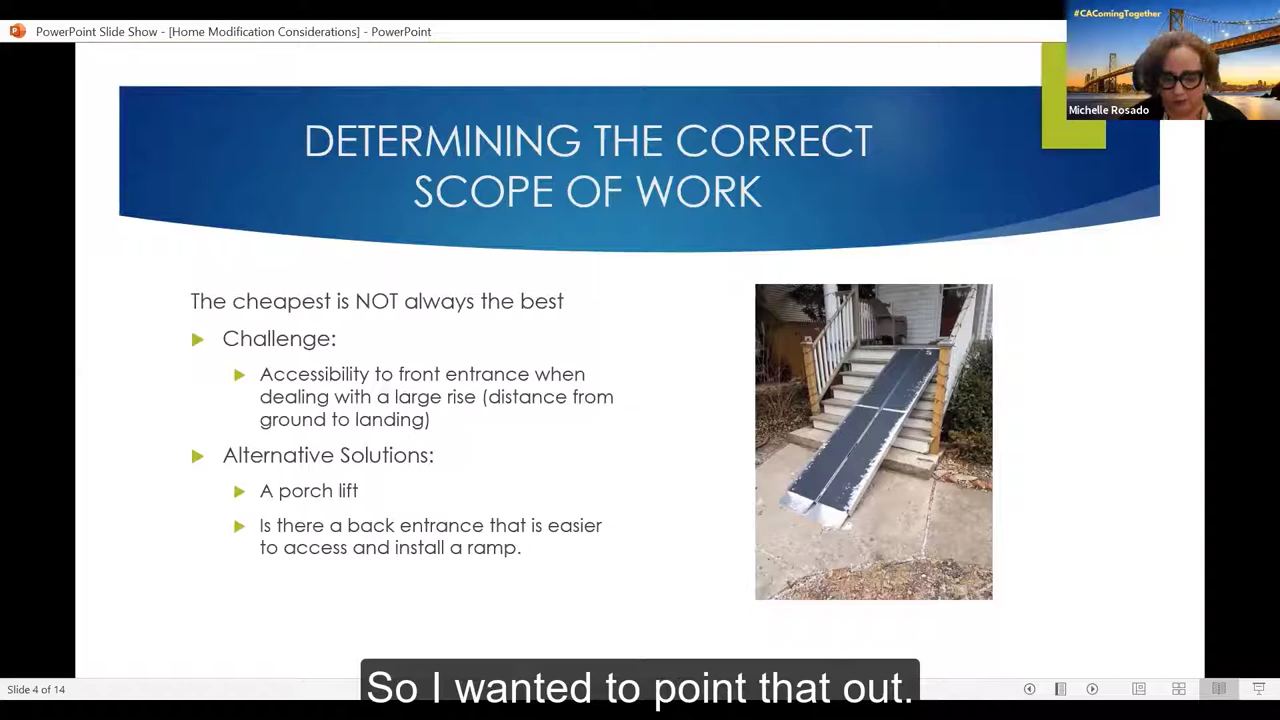 PowerPoint Slide Show - [Home Modification Considerations] - PowerPoint
#CAComingTogether
Michelle Rosado
DETERMINING THE CORRECT
SCOPE OF WORK
The cheapest is NOT always the best
Challenge:
Accessibility to front entrance when
dealing with a large rise (distance from
ground to landing)
Alternative Solutions:
A porch lift
Is there a back entrance that is easier
to access and install a ramp.
So I wanted to point that out.
Slide 4 of 14